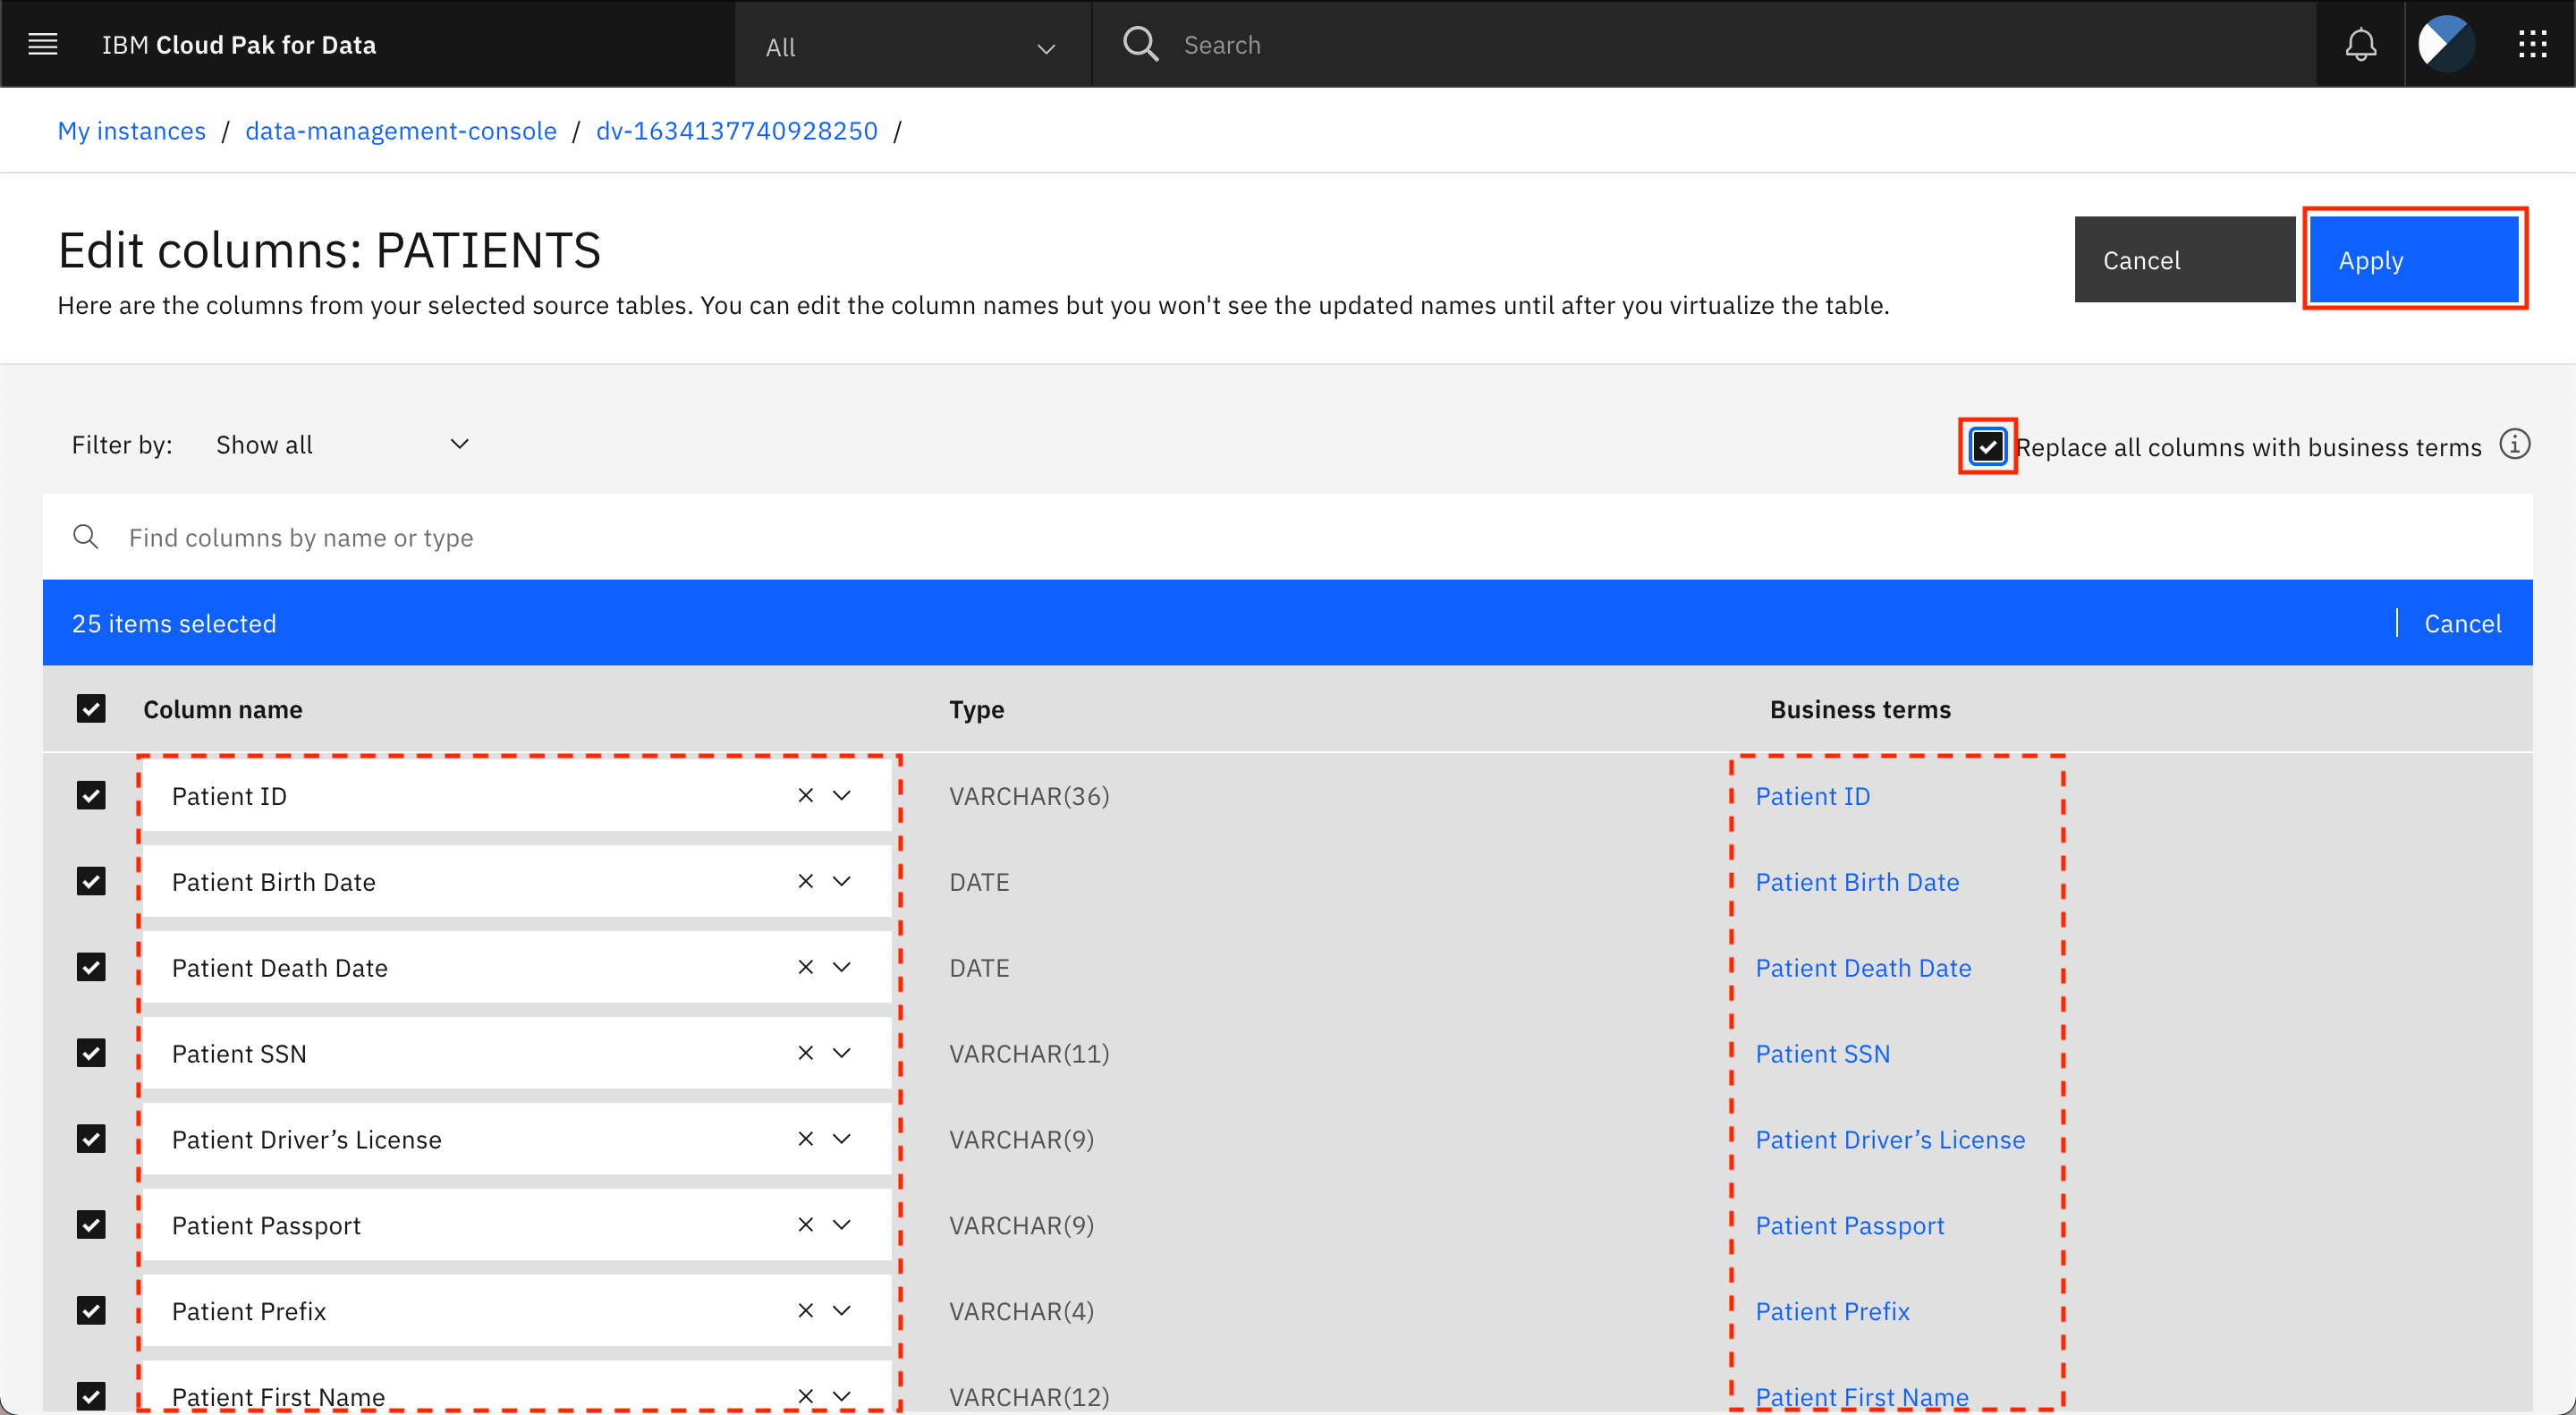 IBM Cloud Pak for Data All Search
My instances / data-management-console / dv-1634137740928250 /
Edit columns: PATIENTS
Here are the columns from your selected source tables. You can edit the column names but you won't see the updated names until after you virtualize the table.
Cancel Apply
Filter by: Show all Replace all columns with business terms
Find columns by name or type
25 items selected Cancel
Column name Type Business terms
Patient ID VARCHAR(36) Patient ID
Patient Birth Date DATE Patient Birth Date
Patient Death Date DATE Patient Death Date
Patient SSN VARCHAR(11) Patient SSN
Patient Driver’s License VARCHAR(9) Patient Driver’s License
Patient Passport VARCHAR(9) Patient Passport
Patient Prefix VARCHAR(4) Patient Prefix
Patient First Name VARCHAR(12) Patient First Name